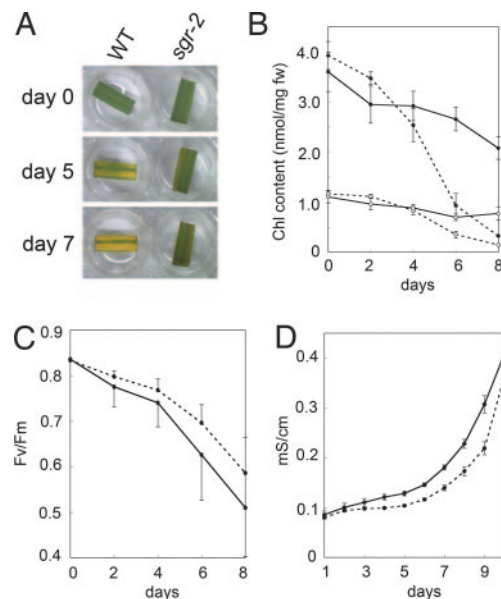 A
WT
sgr-2
day 0
day 5
day 7
B
Chl content (nmol/mg fw)
4.0
3.0
2.0
1.0
0 2 4 6 8
days
C
Fv/Fm
0.9
0.8
0.7
0.6
0.5
0.4
0 2 4 6 8
days
D
mS/cm
0.4
0.3
0.2
0.1
0
1 3 5 7 9
days